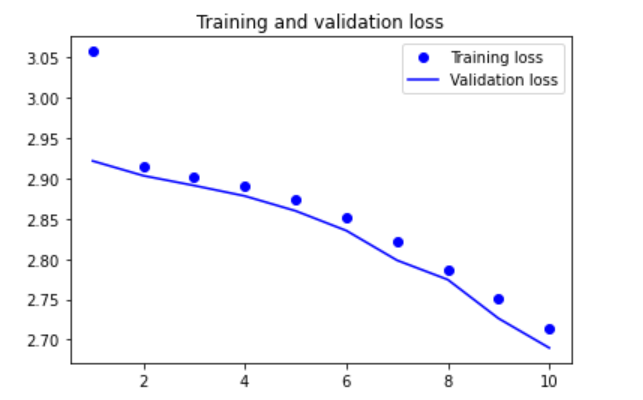 Training and validation loss
Training loss
Validation loss
3.05
3.00
2.95
2.90
2.85
2.80
2.75
2.70
2 4 6 8 10